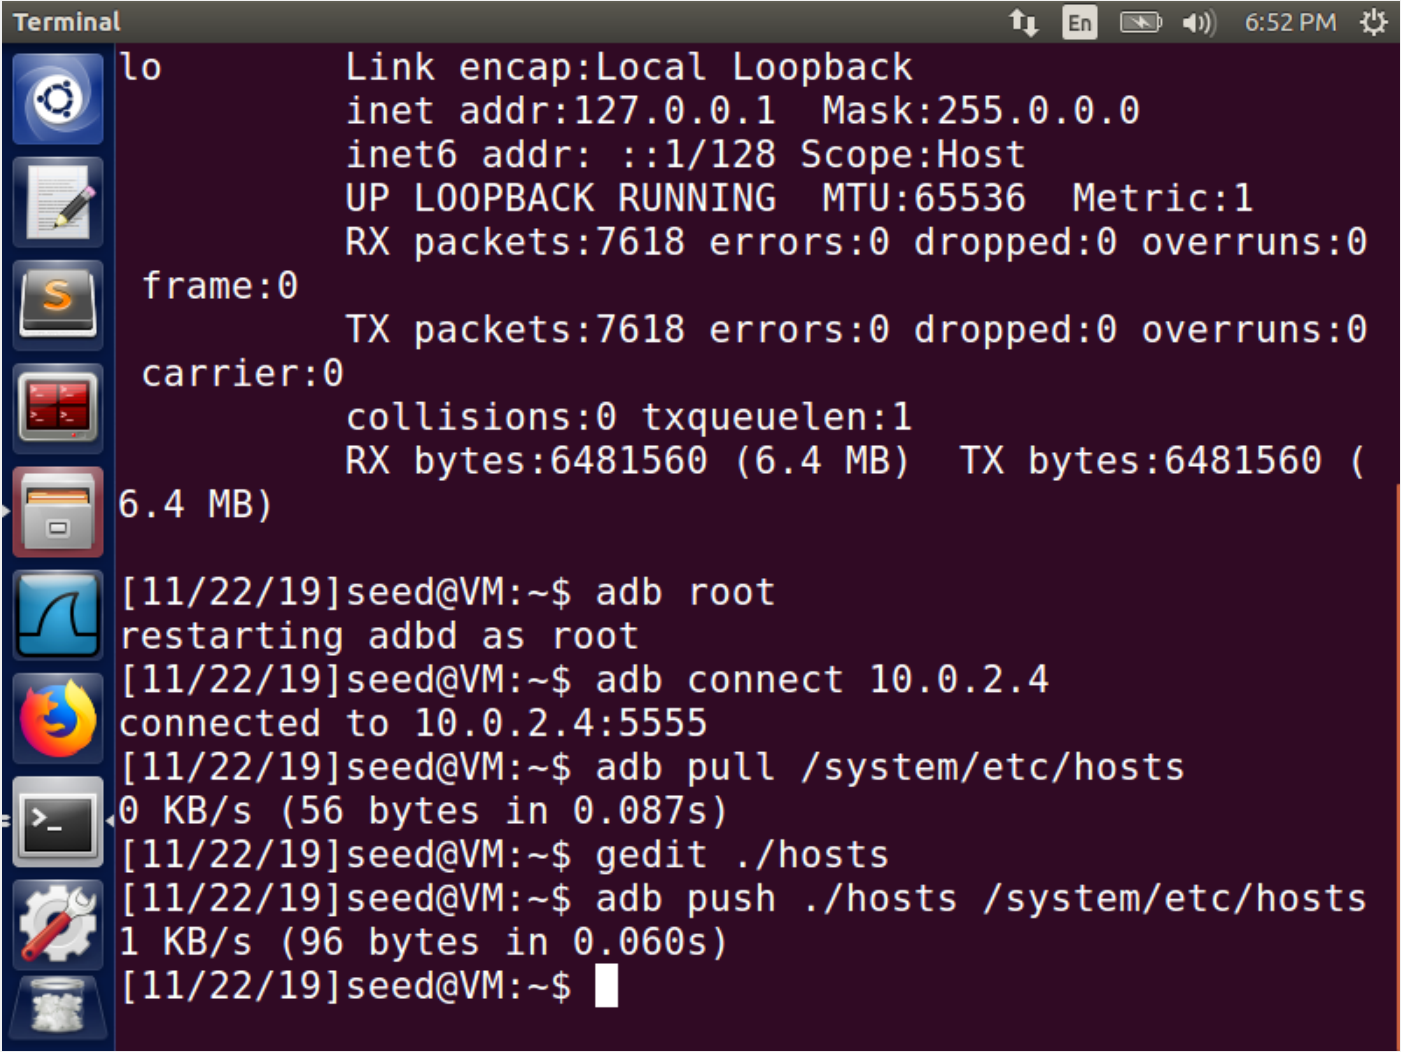 Terminal
En
6:52 PM
lo Link encap:Local Loopback
inet addr:127.0.0.1 Mask:255.0.0.0
inet6 addr: ::1/128 Scope:Host
UP LOOPBACK RUNNING MTU:65536 Metric:1
RX packets:7618 errors:0 dropped:0 overruns:0
frame:0
TX packets:7618 errors:0 dropped:0 overruns:0
carrier:0
collisions:0 txqueuelen:1
RX bytes:6481560 (6.4 MB) TX bytes:6481560 (
6.4 MB)
[11/22/19]seed@VM:~$ adb root
restarting adbd as root
[11/22/19]seed@VM:~$ adb connect 10.0.2.4
connected to 10.0.2.4:5555
[11/22/19]seed@VM:~$ adb pull /system/etc/hosts
0 KB/s (56 bytes in 0.087s)
[11/22/19]seed@VM:~$ gedit ./hosts
[11/22/19]seed@VM:~$ adb push ./hosts /system/etc/hosts
1 KB/s (96 bytes in 0.060s)
[11/22/19]seed@VM:~$